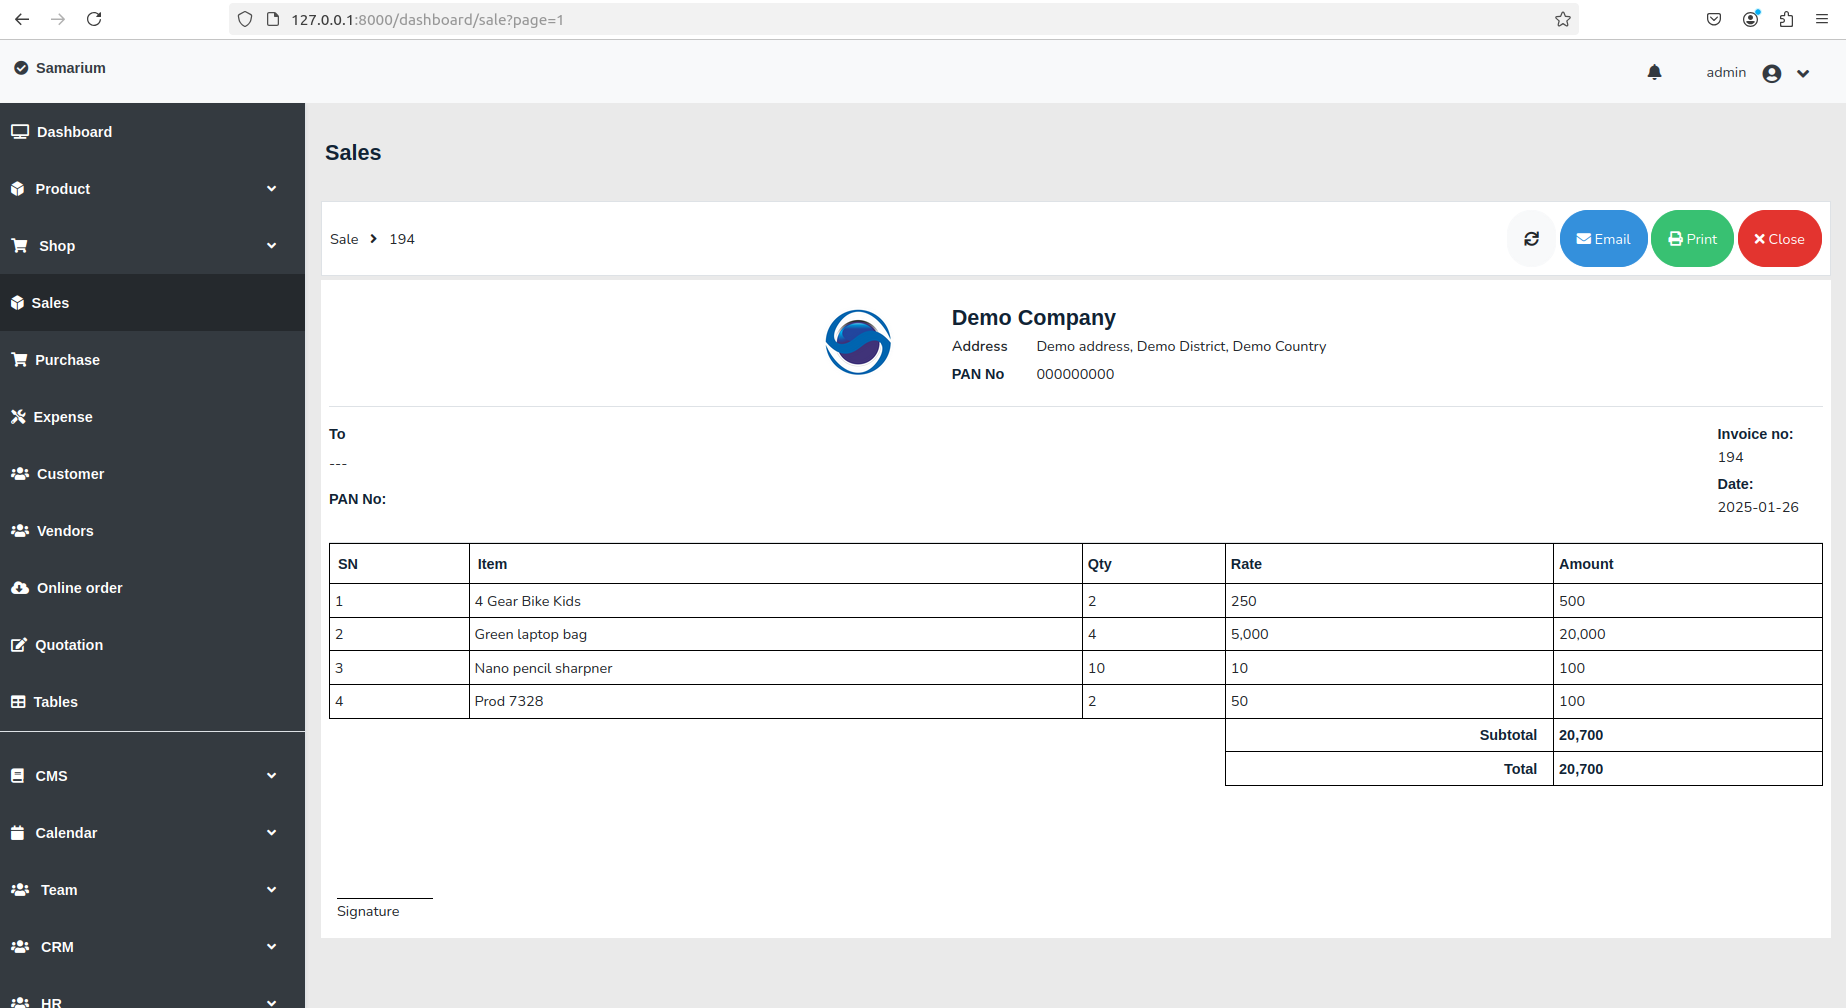 127.0.0.1:8000/dashboard/sale?page=1
Samarium
admin
Dashboard
Product
Shop
Sales
Purchase
Expense
Customer
Vendors
Online order
Quotation
Tables
CMS
Calendar
Team
CRM
HR
Sales
Sale 194
Email Print Close
Demo Company
Address Demo address, Demo District, Demo Country
PAN No 000000000
To
---
PAN No:
Invoice no:
194
Date:
2025-01-26
SN Item Qty Rate Amount
1 4 Gear Bike Kids 2 250 500
2 Green laptop bag 4 5,000 20,000
3 Nano pencil sharpner 10 10 100
4 Prod 7328 2 50 100
Subtotal 20,700
Total 20,700
Signature